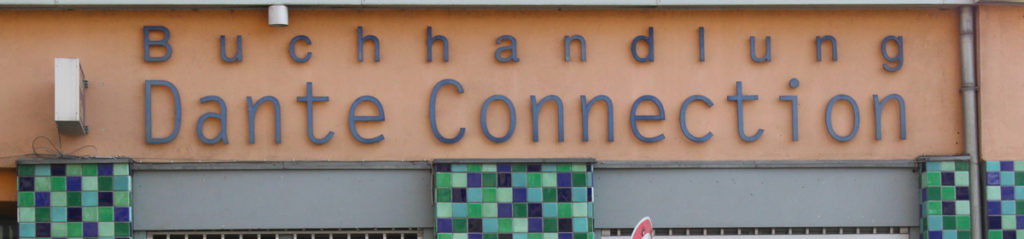 Buchhandlung
Dante Connection